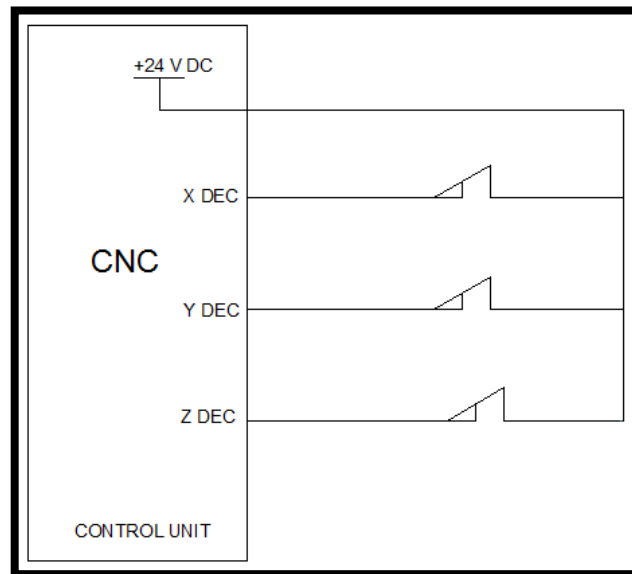 +24 V DC
X DEC
CNC
Y DEC
Z DEC
CONTROL UNIT